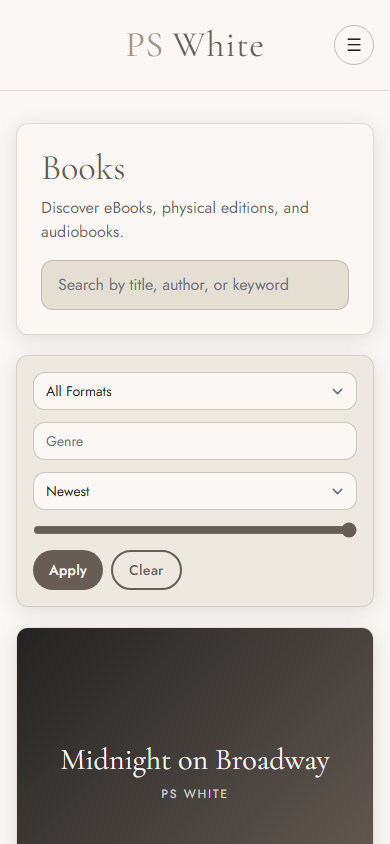 PS White
Books
Discover eBooks, physical editions, and
audiobooks.
Search by title, author, or keyword
All Formats
Genre
Newest
Apply
Clear
Midnight on Broadway
PS WHITE